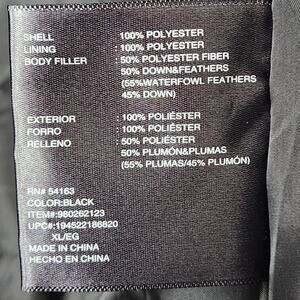 SHELL : 100% POLYESTER
LINING : 100% POLYESTER
BODY FILLER : 50% POLYESTER FIBER
50% DOWN&FEATHERS
(55%WATERFOWL FEATHERS
45% DOWN)
EXTERIOR : 100% POLIÉSTER
FORRO : 100% POLIÉSTER
RELLENO : 50% POLIÉSTER
50% PLUMÓN&PLUMAS
(55% PLUMAS/45% PLUMÓN)
RN# 54163
COLOR:BLACK
ITEM#:980262123
UPC#:194522186820
XL/EG
MADE IN CHINA
HECHO EN CHINA